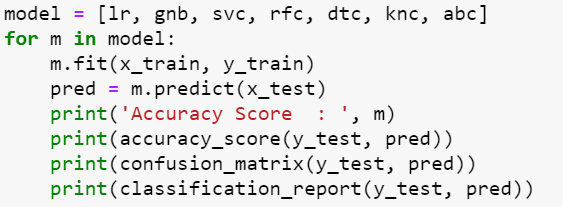 model = [lr, gnb, svc, rfc, dtc, knc, abc]
for m in model:
    m.fit(x_train, y_train)
    pred = m.predict(x_test)
    print('Accuracy Score  : ', m)
    print(accuracy_score(y_test, pred))
    print(confusion_matrix(y_test, pred))
    print(classification_report(y_test, pred))